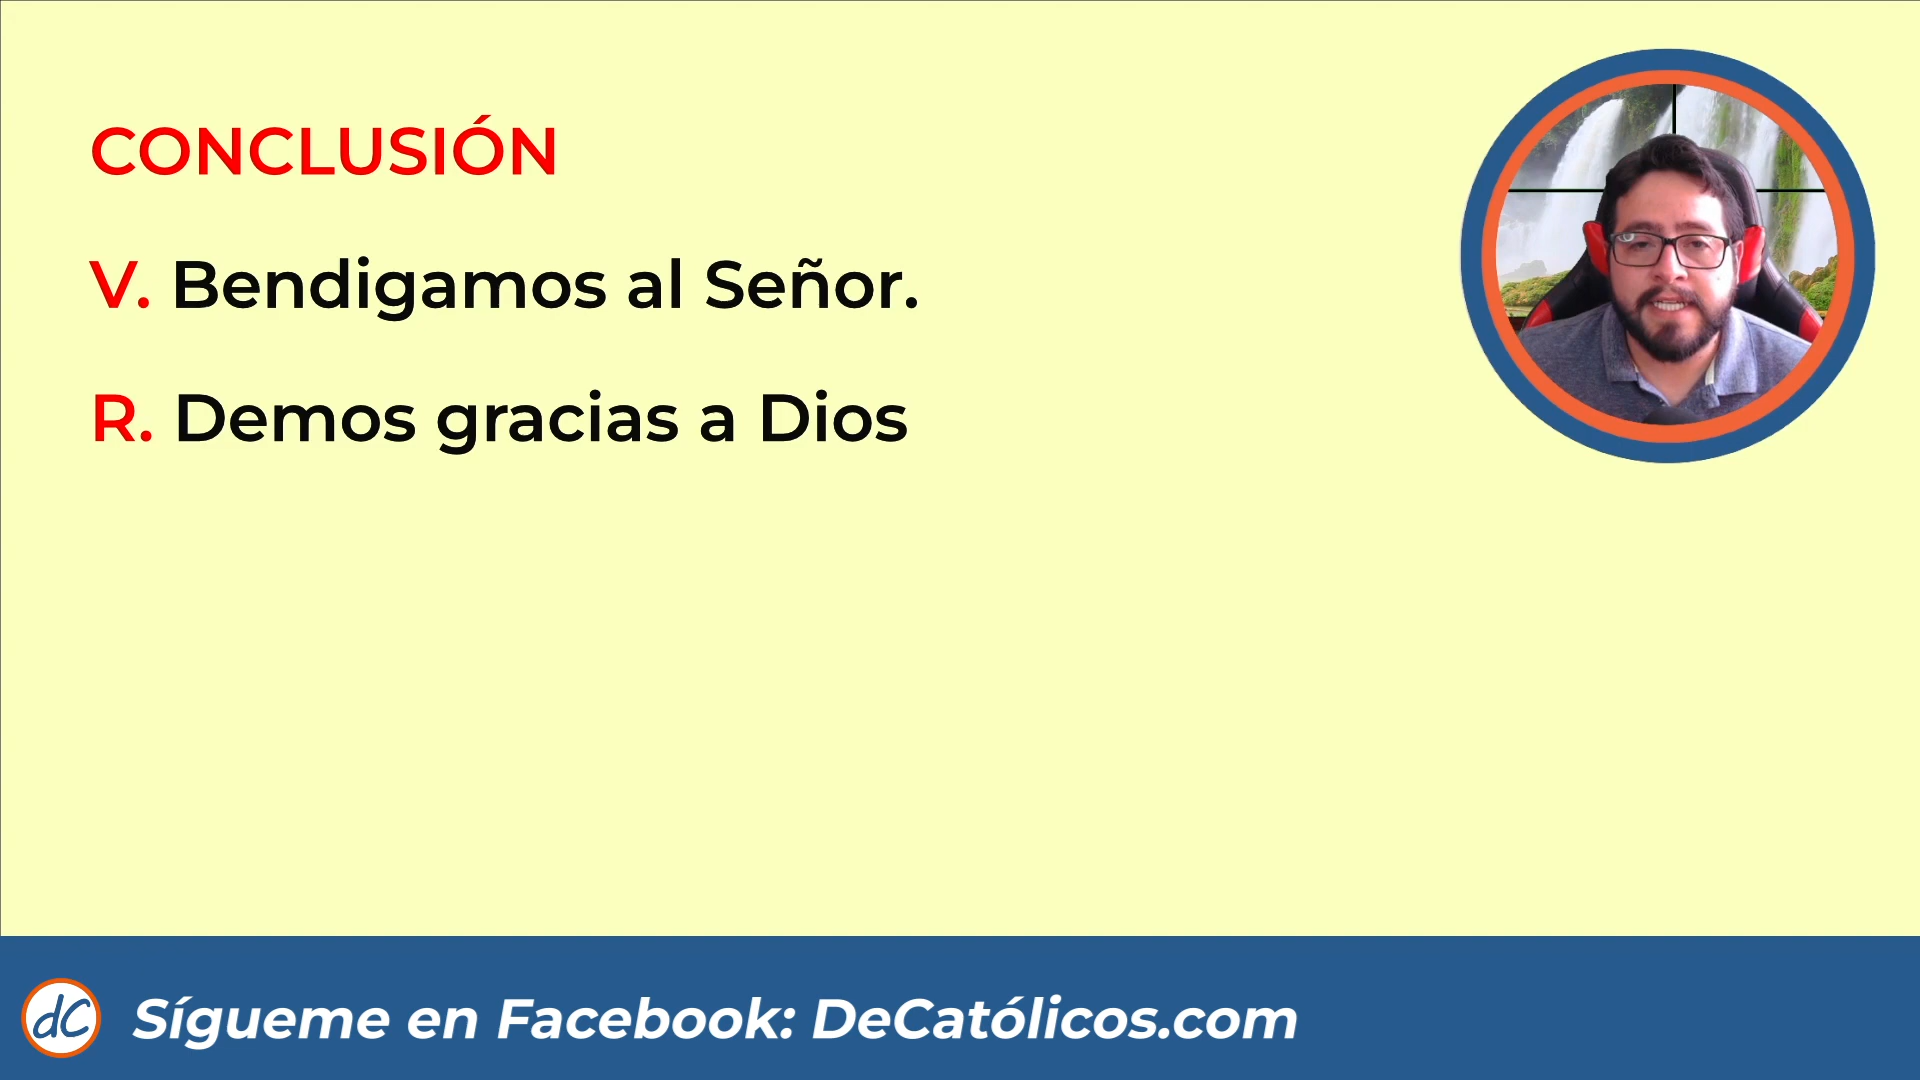 CONCLUSIÓN
V. Bendigamos al Señor.
R. Demos gracias a Dios
dC Sígueme en Facebook: DeCatólicos.com